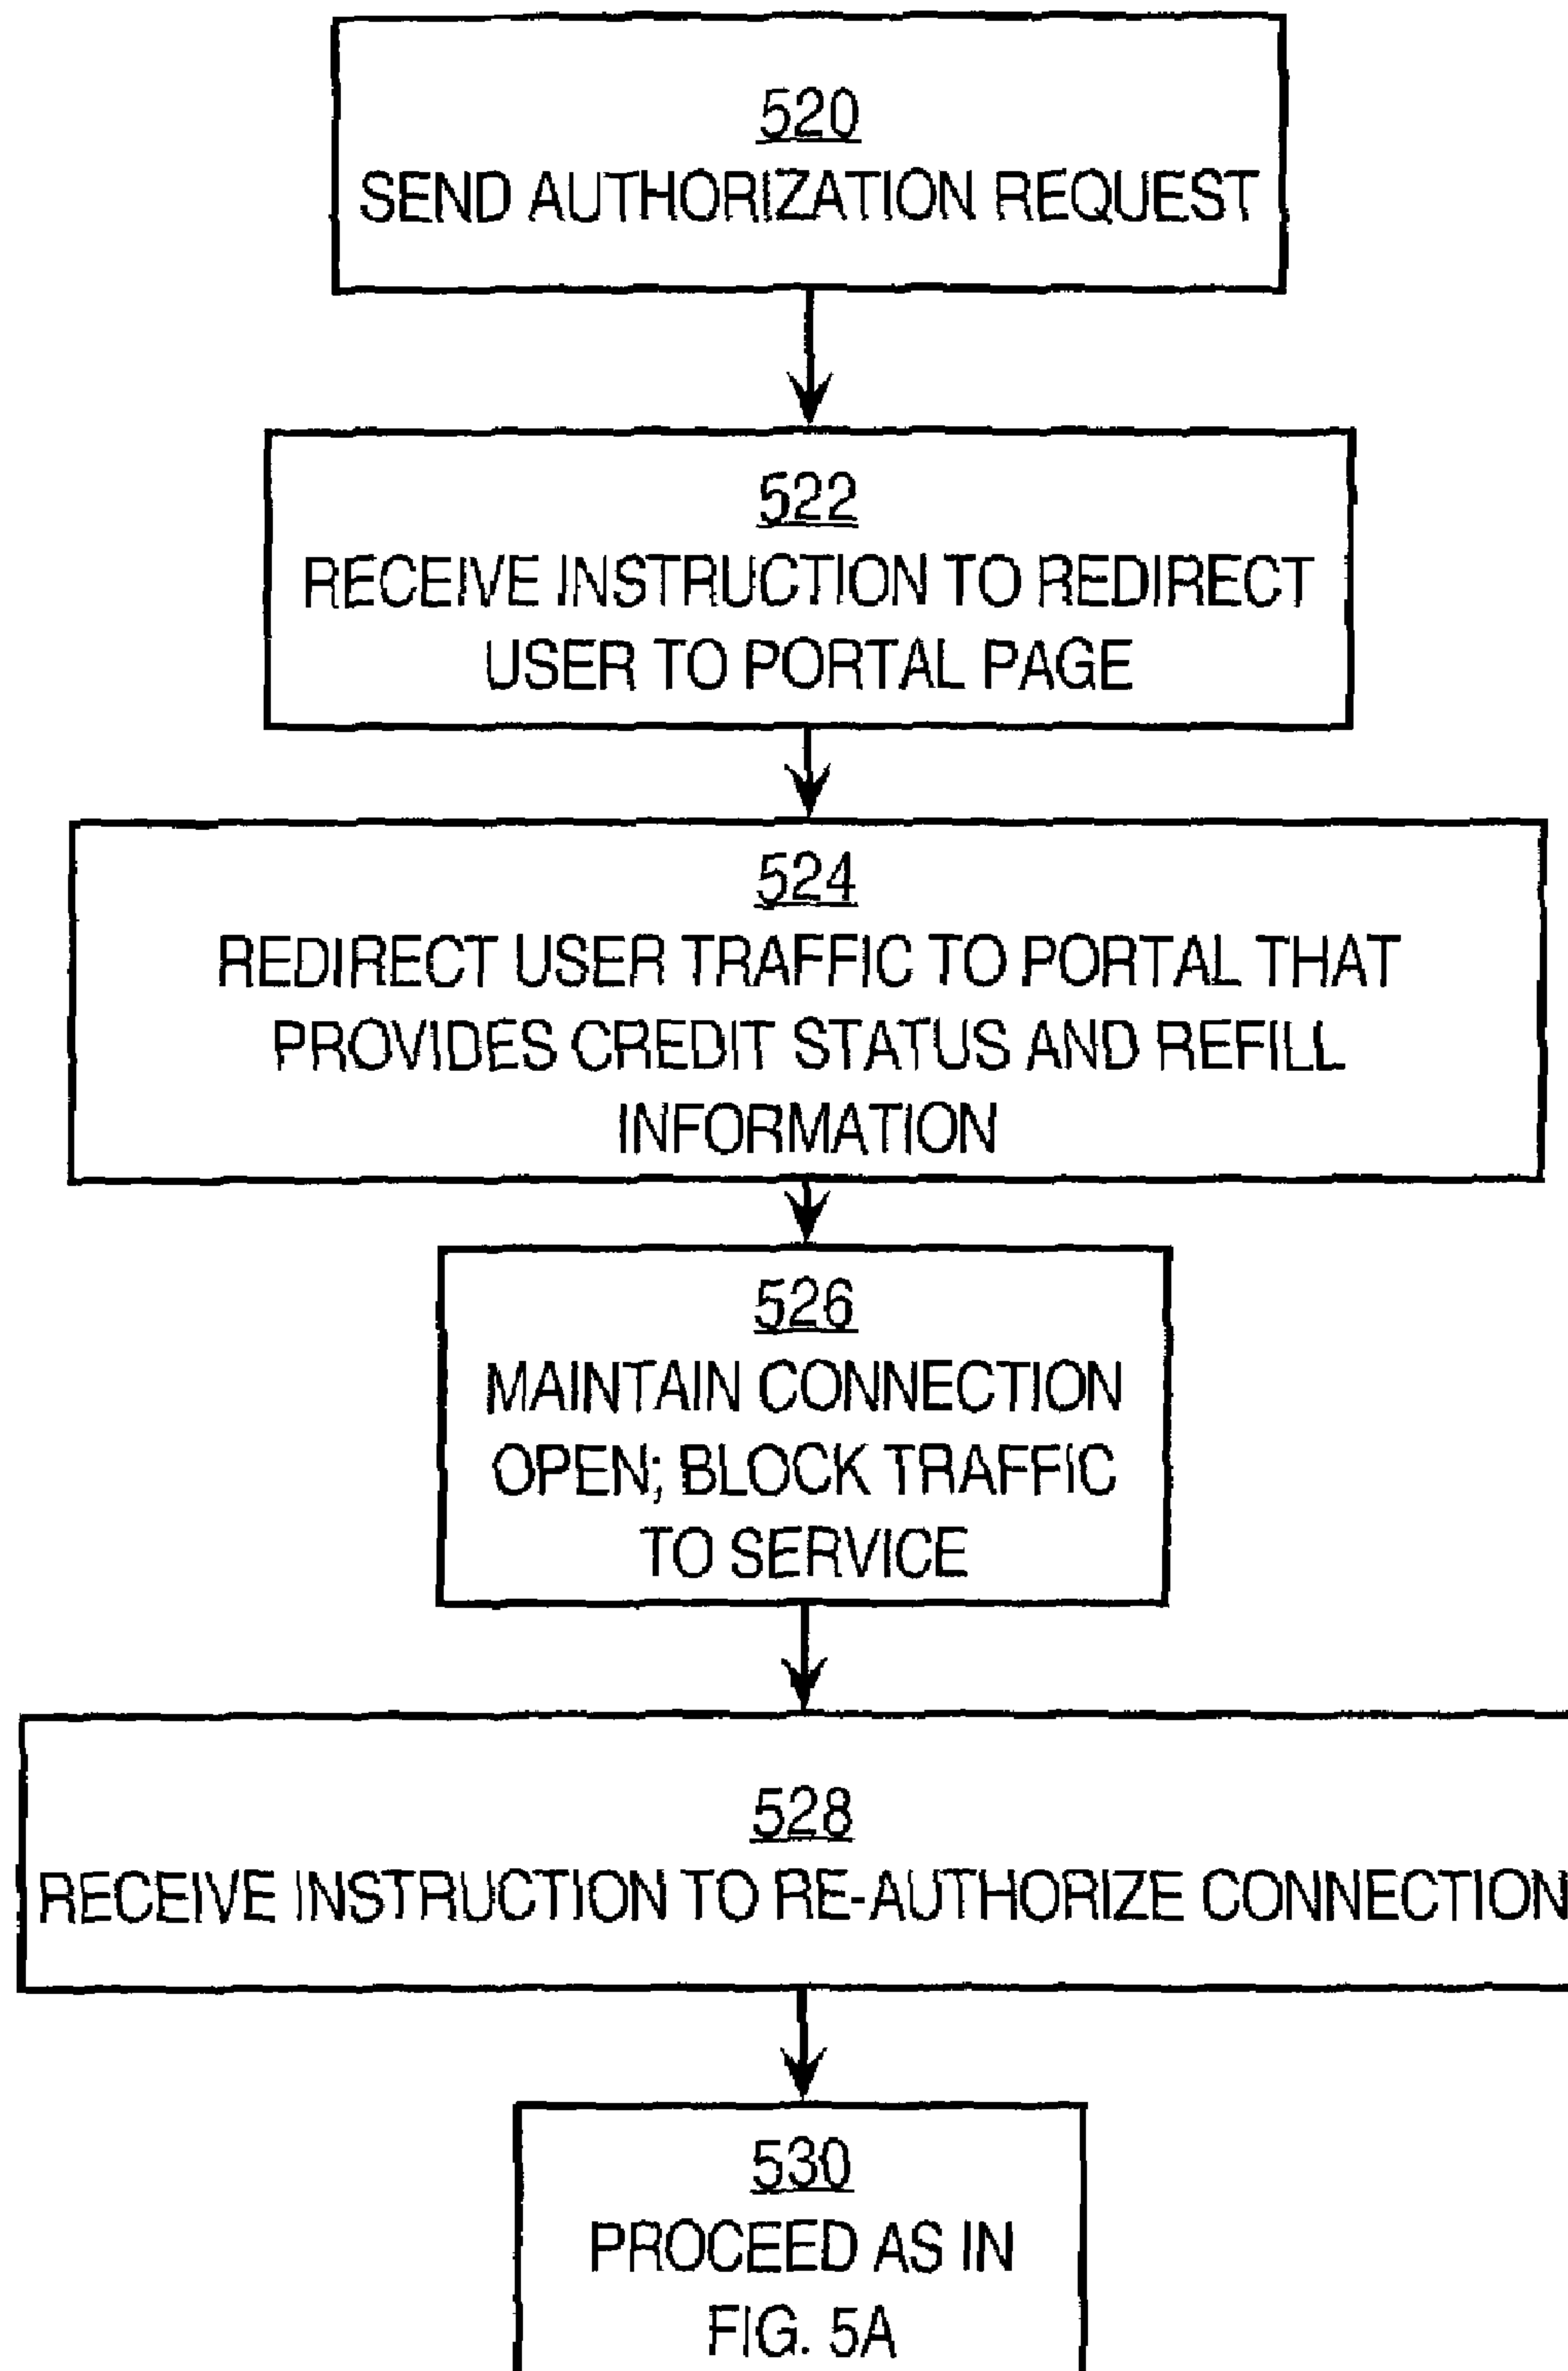 520
SEND AUTHORIZATION REQUEST
522
RECEIVE INSTRUCTION TO REDIRECT
USER TO PORTAL PAGE
524
REDIRECT USER TRAFFIC TO PORTAL THAT
PROVIDES CREDIT STATUS AND REFILL
INFORMATION
526
MAINTAIN CONNECTION
OPEN; BLOCK TRAFFIC
TO SERVICE
528
RECEIVE INSTRUCTION TO RE-AUTHORIZE CONNECTION
530
PROCEED AS IN
FIG. 5A